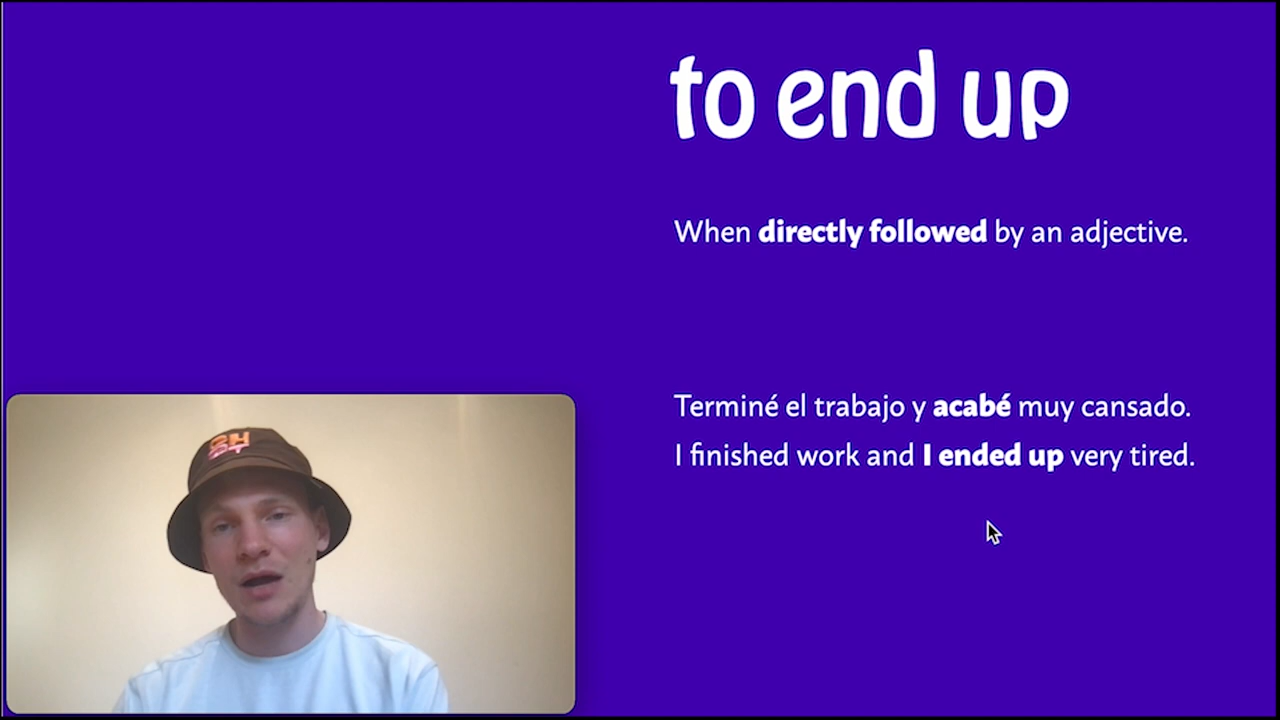 to end up
When directly followed by an adjective.
Terminé el trabajo y acabé muy cansado.
I finished work and I ended up very tired.